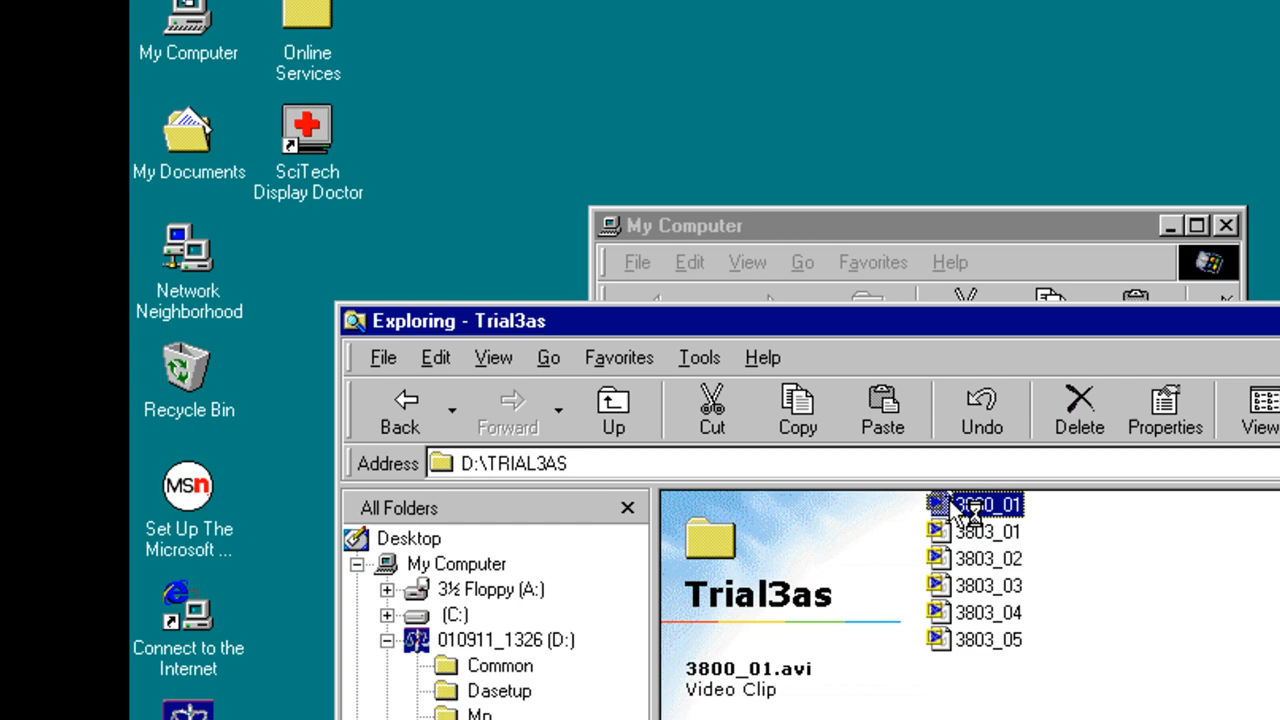 My Computer
Online
Services
My Documents
SciTech
Display Doctor
Network
Neighborhood
Recycle Bin
MSn
Set Up The
Microsoft ...
Connect to the
Internet
My Computer
File Edit View Go Favorites Help
Exploring - Trial3as
File Edit View Go Favorites Tools Help
Back Forward Up Cut Copy Paste Undo Delete Properties View
Address D:\TRIAL3AS
All Folders
Desktop
My Computer
3½ Floppy (A:)
(C:)
010911_1326 (D:)
Common
Dasetup
Mp
Trial3as
3800_01.avi
Video Clip
3800_01
3803_01
3803_02
3803_03
3803_04
3803_05